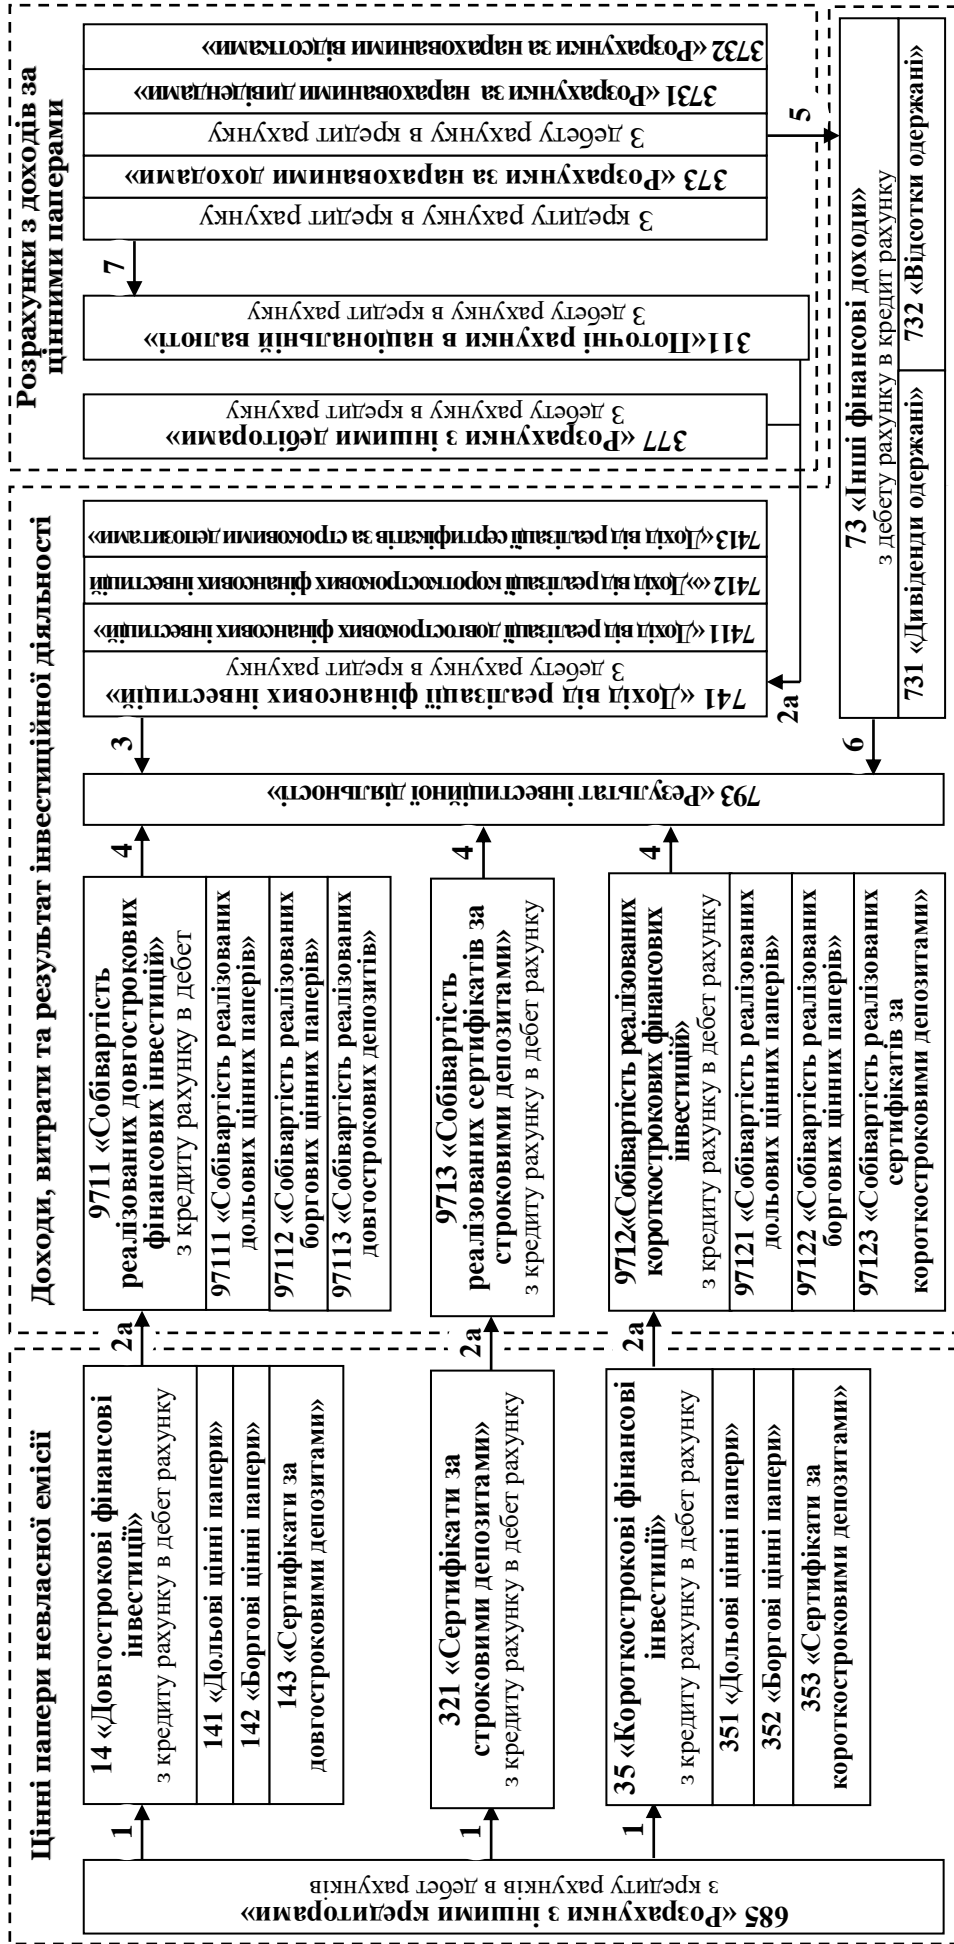 Цінні папери невласної емісії
685 «Розрахунки з іншими кредиторами»
з кредиту рахунків в дебет рахунків
1
14 «Довгострокові фінансові
інвестиції»
з кредиту рахунку в дебет рахунку
141 «Дольові цінні папери»
142 «Боргові цінні папери»
143 «Сертифікати за
довгостроковими депозитами»
1
321 «Сертифікати за
строковими депозитами»
з кредиту рахунку в дебет рахунку
1
35 «Короткострокові фінансові
інвестиції»
з кредиту рахунку в дебет рахунку
351 «Дольові цінні папери»
352 «Боргові цінні папери»
353 «Сертифікати за
короткостроковими депозитами»
Доходи, витрати та результат інвестиційної діяльності
2а
9711 «Собівартість
реалізованих довгострокових
фінансових інвестицій»
з кредиту рахунку в дебет
97111 «Собівартість реалізованих
дольових цінних паперів»
97112 «Собівартість реалізованих
боргових цінних паперів»
97113 «Собівартість реалізованих
довгострокових депозитів»
2а
9713 «Собівартість
реалізованих сертифікатів за
строковими депозитами»
з кредиту рахунку в дебет рахунку
2а
9712«Собівартість реалізованих
короткострокових фінансових
інвестицій»
з кредиту рахунку в дебет рахунку
97121 «Собівартість реалізованих
дольових цінних паперів»
97122 «Собівартість реалізованих
боргових цінних паперів»
97123 «Собівартість реалізованих
сертифікатів за
короткостроковими депозитами»
4
4
4
793 «Результат інвестиційної діяльності»
3
741 «Дохід від реалізації фінансових інвестицій»
З дебету рахунку в кредит рахунку
7411 «Дохід від реалізації довгострокових фінансових інвестицій»
7412 «»Дохід від реалізації короткострокових фінансових інвестицій
7413 «Дохід від реалізації сертифікатів за строковими депозитами»
2а
6
73 «Інші фінансові доходи»
з дебету рахунку в кредит рахунку
731 «Дивіденди одержані»
732 «Відсотки одержані»
Розрахунки з доходів за
цінними паперами
377 «Розрахунки з іншими дебіторами»
З дебету рахунку в кредит рахунку
311«Поточні рахунки в національній валюті»
З дебету рахунку в кредит рахунку
7
З кредиту рахунку в кредит рахунку
373 «Розрахунки за нарахованими доходами»
З дебету рахунку в кредит рахунку
3731 «Розрахунки за нарахованими дивідендами»
3732 «Розрахунки за нарахованими відсотками»
5